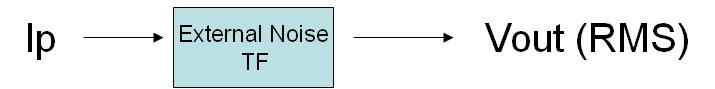 Ip
External Noise
TF
Vout (RMS)